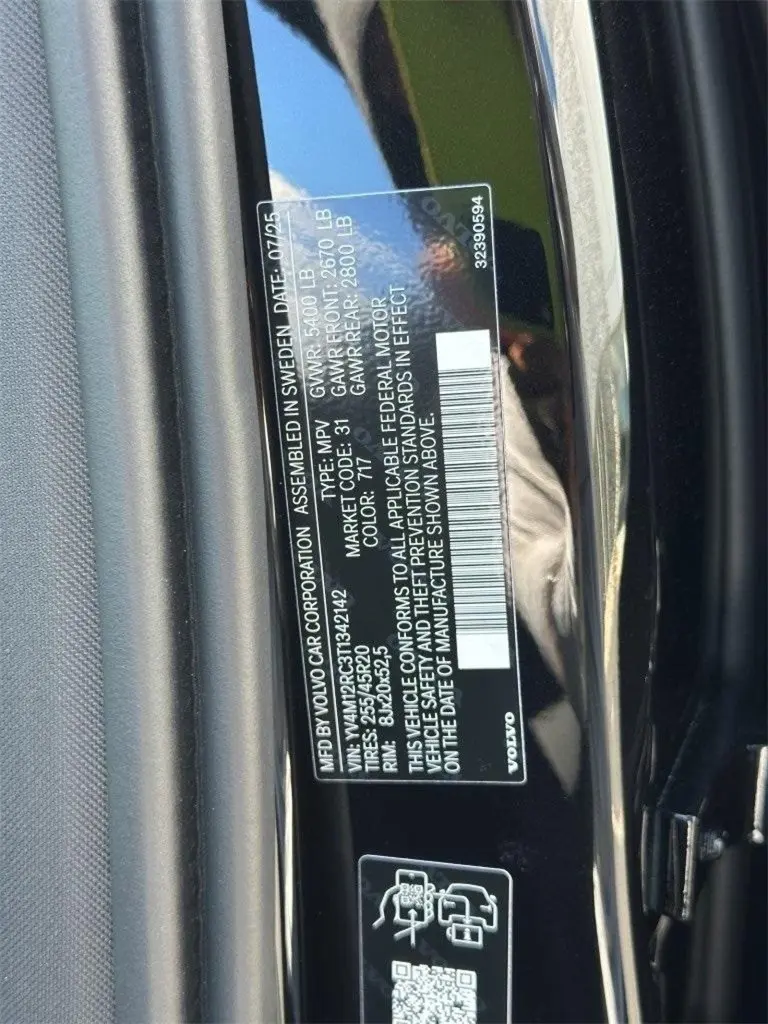 MFD BY VOLVO CAR CORPORATION ASSEMBLED IN SWEDEN DATE: 07/25
VIN: YV4M12RC3T1342142 TYPE: MPV GVWR: 5400 LB
TIRES: 255/45R20 MARKET CODE: 31 GAWR FRONT: 2670 LB
RIM: 8Jx20x52,5 COLOR: 717 GAWR REAR: 2800 LB
THIS VEHICLE CONFORMS TO ALL APPLICABLE FEDERAL MOTOR
VEHICLE SAFETY AND THEFT PREVENTION STANDARDS IN EFFECT
ON THE DATE OF MANUFACTURE SHOWN ABOVE.
VOLVO 32390594